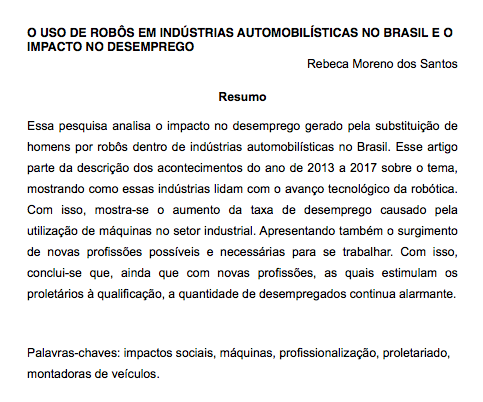 O USO DE ROBÔS EM INDÚSTRIAS AUTOMOBILÍSTICAS NO BRASIL E O
IMPACTO NO DESEMPREGO
Rebeca Moreno dos Santos
Resumo
Essa pesquisa analisa o impacto no desemprego gerado pela substituição de
homens por robôs dentro de indústrias automobilísticas no Brasil. Esse artigo
parte da descrição dos acontecimentos do ano de 2013 a 2017 sobre o tema,
mostrando como essas indústrias lidam com o avanço tecnológico da robótica.
Com isso, mostra-se o aumento da taxa de desemprego causado pela
utilização de máquinas no setor industrial. Apresentando também o surgimento
de novas profissões possíveis e necessárias para se trabalhar. Com isso,
conclui-se que, ainda que com novas profissões, as quais estimulam os
proletários à qualificação, a quantidade de desempregados continua alarmante.
Palavras-chaves: impactos sociais, máquinas, profissionalização, proletariado,
montadoras de veículos.